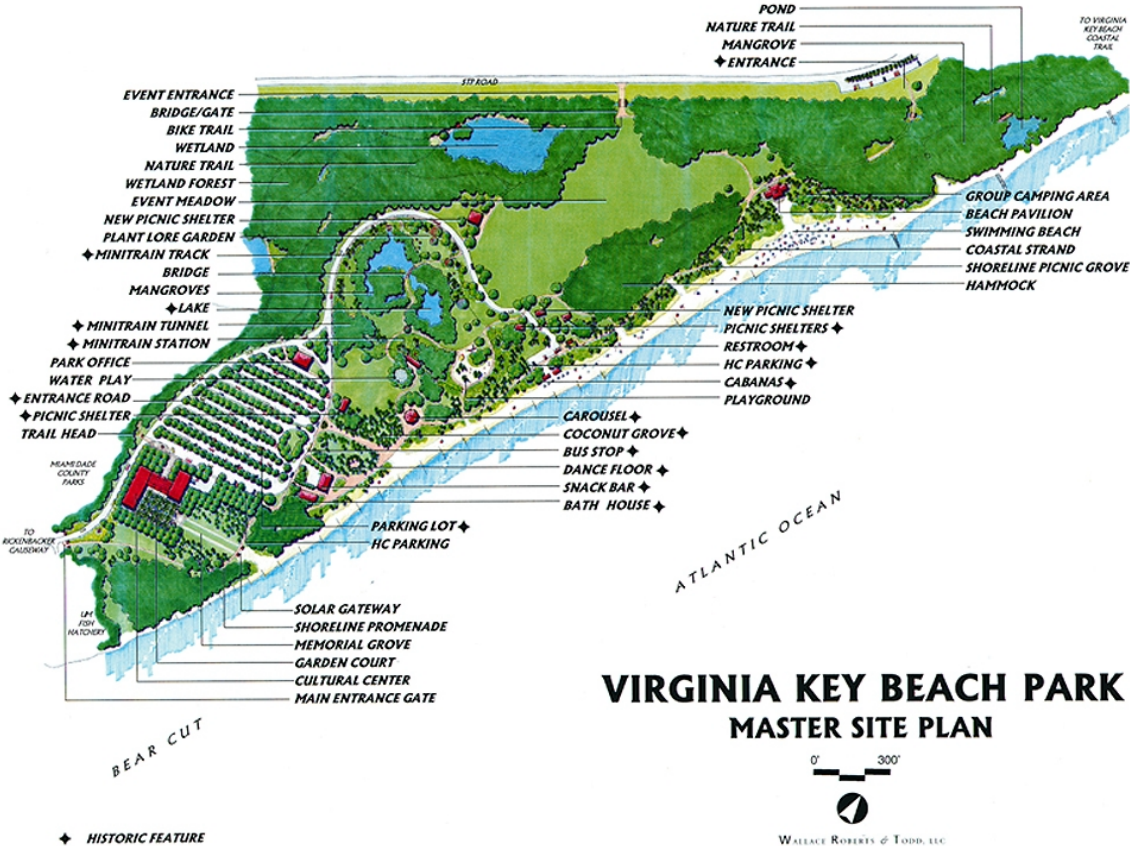 POND
NATURE TRAIL
MANGROVE
✦ ENTRANCE
TO VIRGINIA
KEY BEACH
COASTAL
TRAIL
STP ROAD
EVENT ENTRANCE
BRIDGE/GATE
BIKE TRAIL
WETLAND
NATURE TRAIL
WETLAND FOREST
EVENT MEADOW
NEW PICNIC SHELTER
PLANT LORE GARDEN
✦ MINITRAIN TRACK
BRIDGE
MANGROVES
✦ LAKE
✦ MINITRAIN TUNNEL
✦ MINITRAIN STATION
PARK OFFICE
WATER PLAY
✦ ENTRANCE ROAD
✦ PICNIC SHELTER
TRAIL HEAD
GROUP CAMPING AREA
BEACH PAVILION
SWIMMING BEACH
COASTAL STRAND
SHORELINE PICNIC GROVE
HAMMOCK
NEW PICNIC SHELTER
PICNIC SHELTERS ✦
RESTROOM ✦
HC PARKING ✦
CABANAS ✦
PLAYGROUND
CAROUSEL ✦
COCONUT GROVE ✦
BUS STOP ✦
DANCE FLOOR ✦
SNACK BAR ✦
BATH HOUSE ✦
PARKING LOT ✦
HC PARKING
MIAMI DADE
COUNTY
PARKS
TO
RICKENBACKER
CAUSEWAY
UM
FISH
HATCHERY
SOLAR GATEWAY
SHORELINE PROMENADE
MEMORIAL GROVE
GARDEN COURT
CULTURAL CENTER
MAIN ENTRANCE GATE
ATLANTIC OCEAN
BEAR CUT
VIRGINIA KEY BEACH PARK
MASTER SITE PLAN
0' 300'
WALLACE ROBERTS & TODD, LLC
✦ HISTORIC FEATURE